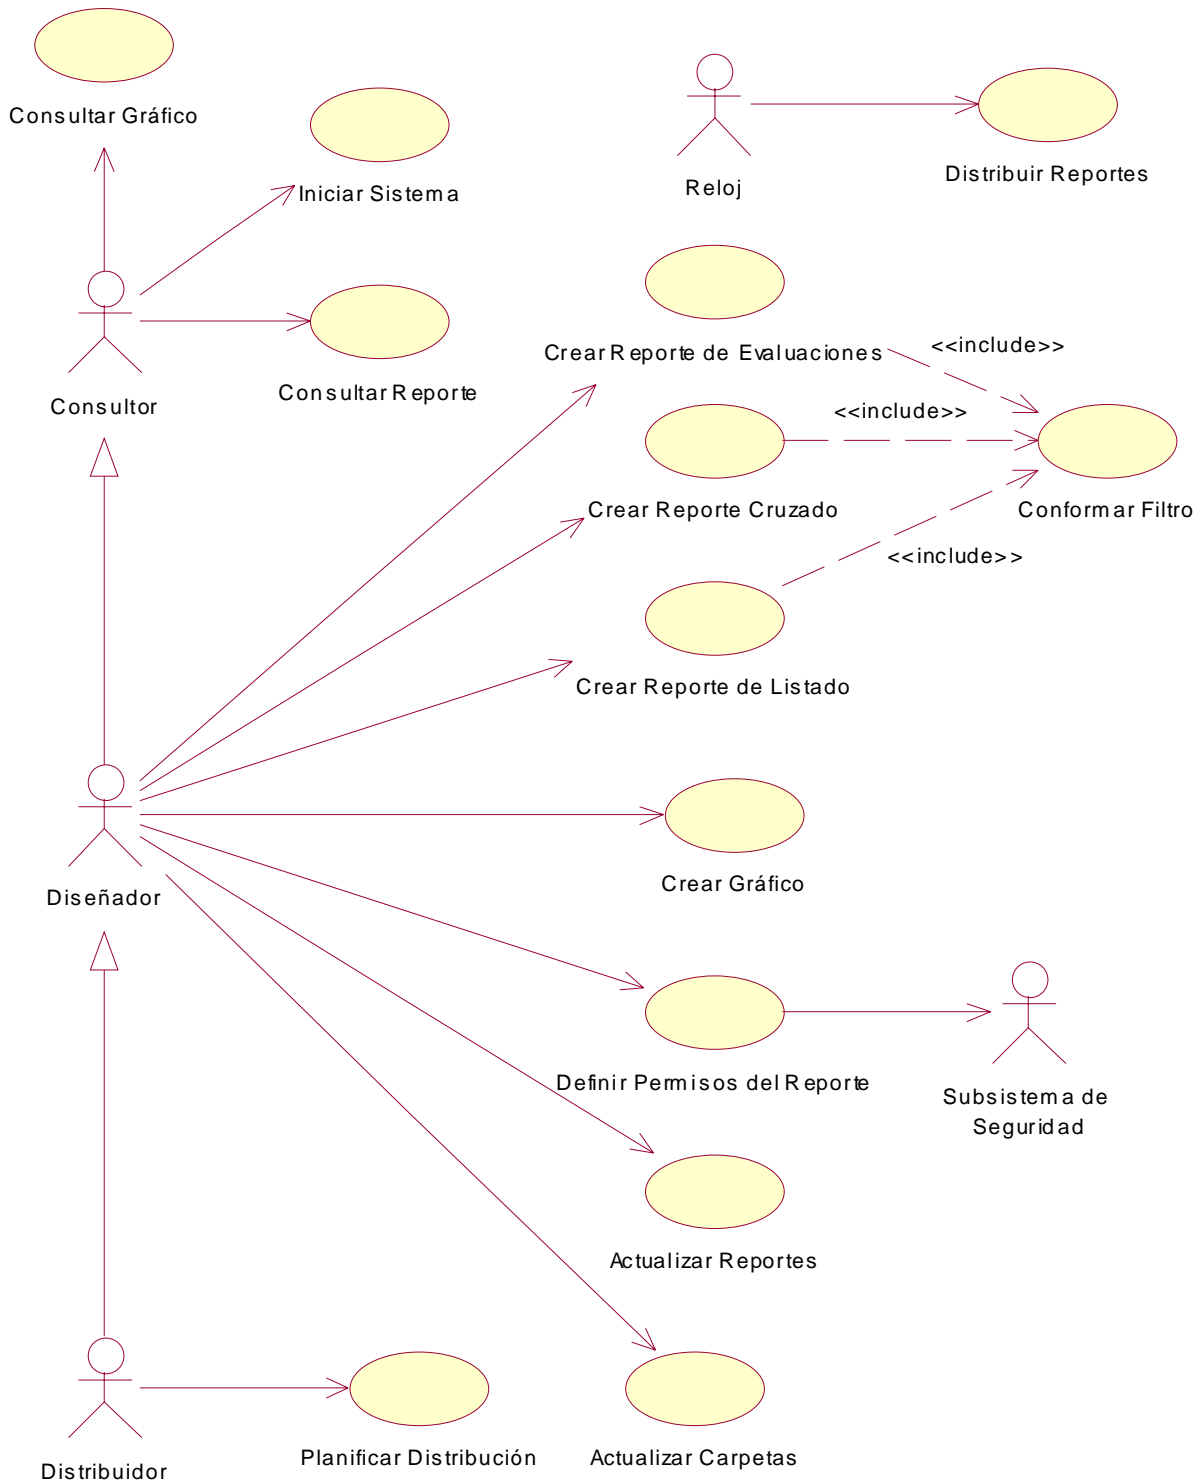 Consultar Gráfico
Iniciar Sistema
Reloj
Distribuir Reportes
Consultor
Consultar Reporte
Crear Reporte de Evaluaciones
<<include>>
<<include>>
Crear Reporte Cruzado
Conformar Filtro
<<include>>
Crear Reporte de Listado
Diseñador
Crear Gráfico
Definir Permisos del Reporte
Subsistema de
Seguridad
Actualizar Reportes
Distribuidor
Planificar Distribución
Actualizar Carpetas